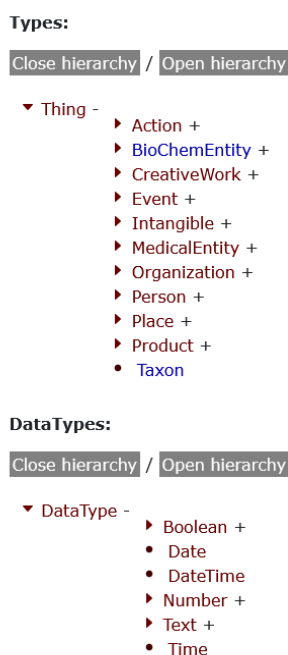 Types:
Close hierarchy / Open hierarchy
Thing -
Action +
BioChemEntity +
CreativeWork +
Event +
Intangible +
MedicalEntity +
Organization +
Person +
Place +
Product +
Taxon
DataTypes:
Close hierarchy / Open hierarchy
DataType -
Boolean +
Date
DateTime
Number +
Text +
Time